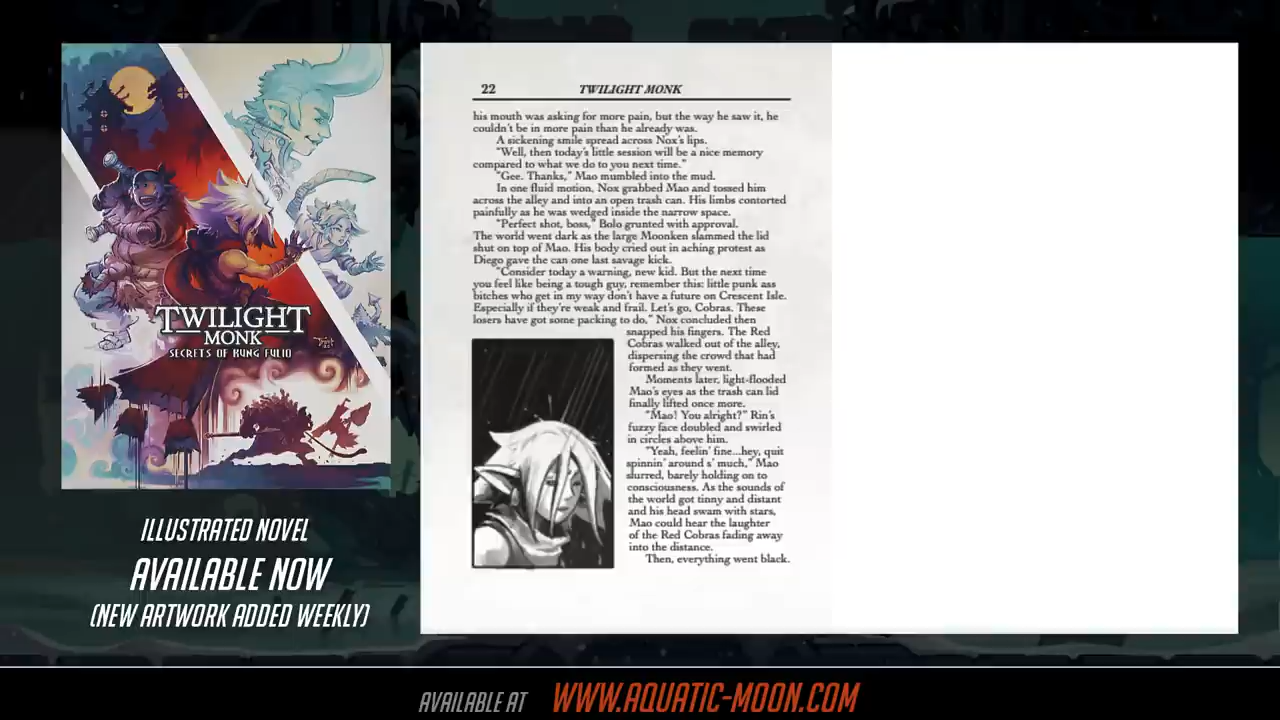 TWILIGHT
MONK
SECRETS OF KUNG FULIO
ILLUSTRATED NOVEL
AVAILABLE NOW
(NEW ARTWORK ADDED WEEKLY)
22 TWILIGHT MONK
his mouth was asking for more pain, but the way he saw it, he
couldn't be in more pain than he already was.
A sickening smile spread across Nox's lips.
"Well, then today's little session will be a nice memory
compared to what we do to you next time."
"Gee. Thanks," Mao mumbled into the mud.
In one fluid motion, Nox grabbed Mao and tossed him
across the alley and into an open trash can. His limbs contorted
painfully as he was wedged inside the narrow space.
"Perfect shot, boss," Bolo grunted with approval.
The world went dark as the large Moonken slammed the lid
shut on top of Mao. His body cried out in aching protest as
Diego gave the can one last savage kick.
"Consider today a warning, new kid. But the next time
you feel like being a tough guy, remember this: little punk ass
bitches who get in my way don't have a future on Crescent Isle.
Especially if they're weak and frail. Let's go, Cobras. These
losers have got some packing to do," Nox concluded then
snapped his fingers. The Red
Cobras walked out of the alley,
dispersing the crowd that had
formed as they went.
Moments later, light-flooded
Mao's eyes as the trash can lid
finally lifted once more.
"Mao! You alright?" Rin's
fuzzy face doubled and swirled
in circles above him.
"Yeah, feelin' fine...hey, quit
spinnin' around s' much," Mao
slurred, barely holding on to
consciousness. As the sounds of
the world got tinny and distant
and his head swam with stars,
Mao could hear the laughter
of the Red Cobras fading away
into the distance.
Then, everything went black.
AVAILABLE AT WWW.AQUATIC-MOON.COM